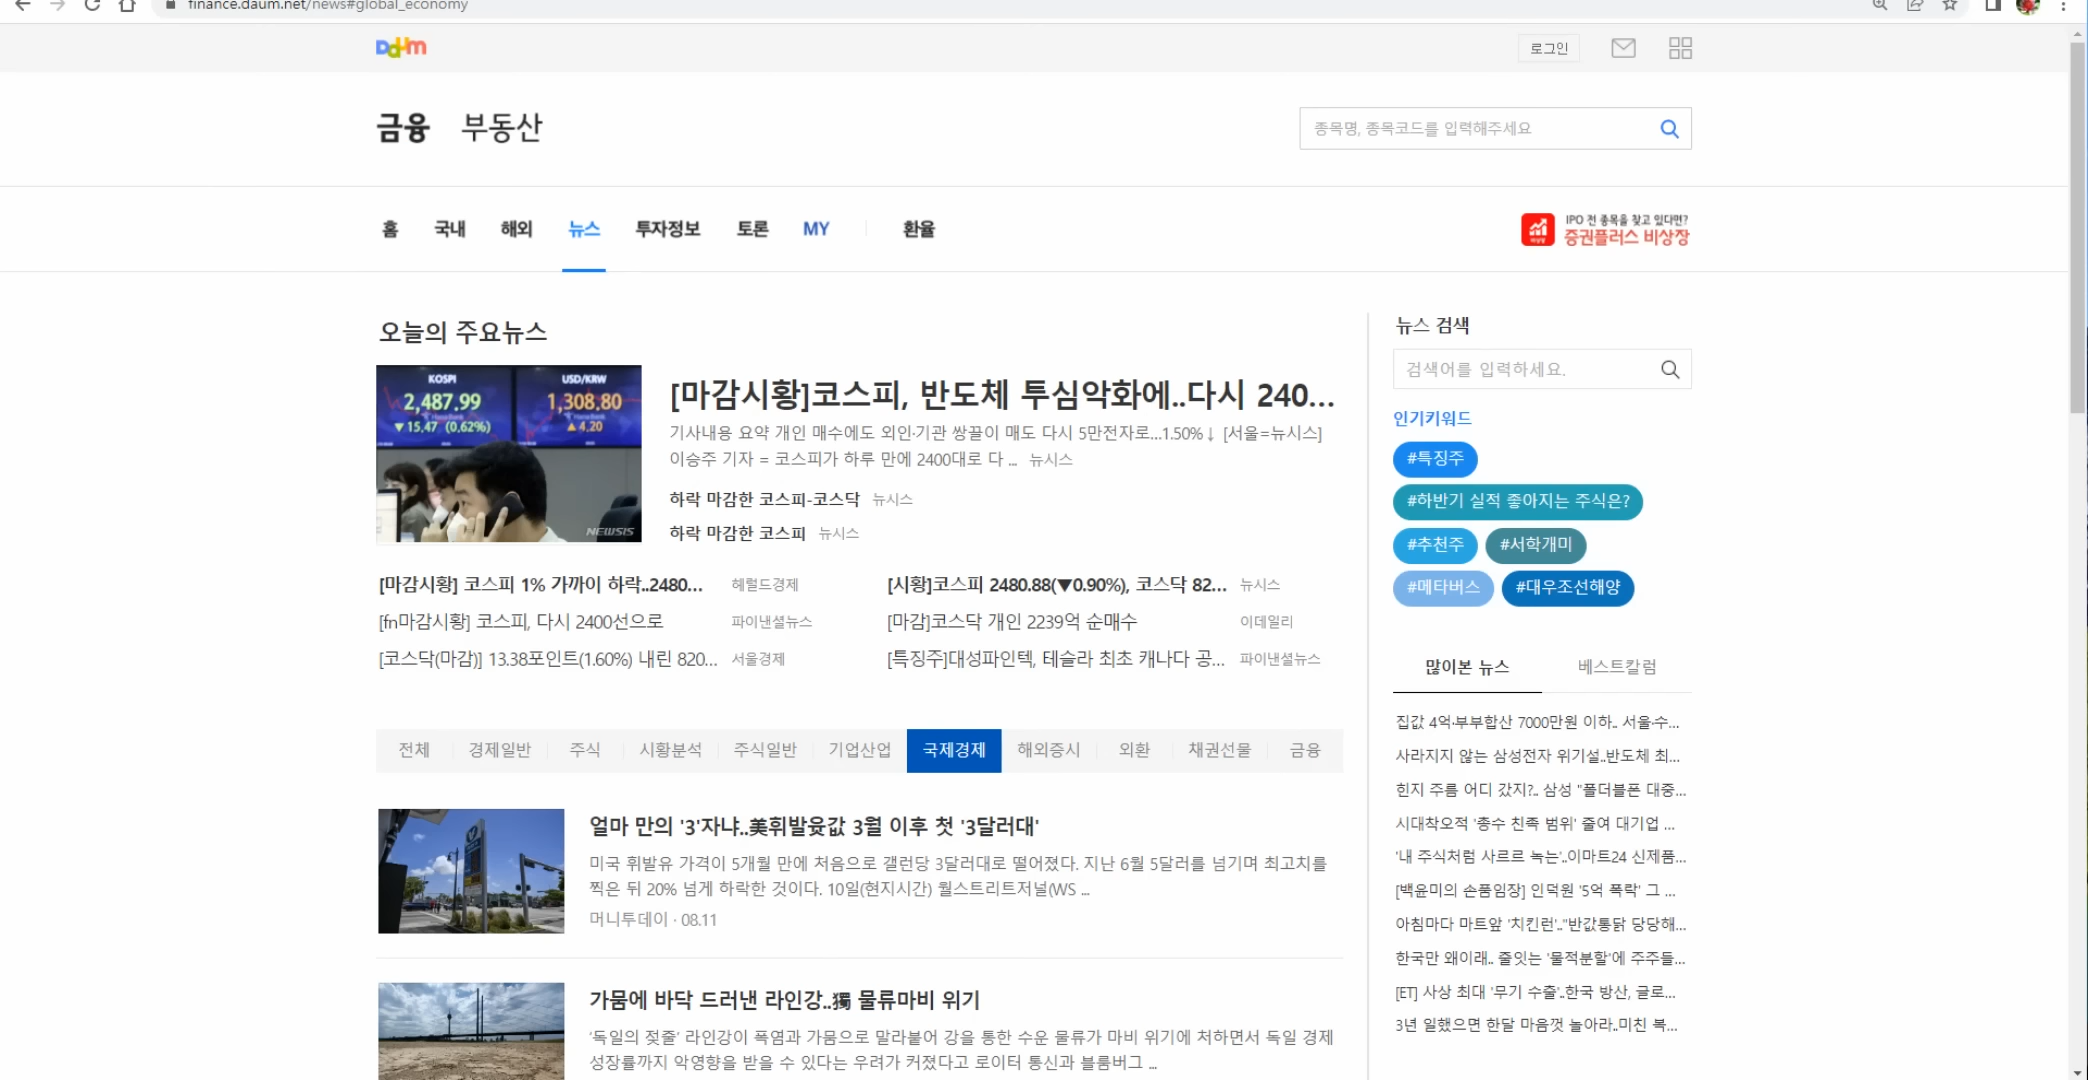 finance.daum.net/news#global_economy
Daum
로그인
금융 부동산
종목명, 종목코드를 입력해주세요
홈 국내 해외 뉴스 투자정보 토론 MY 환율
IPO 전 종목을 찾고 있다면?
증권플러스 비상장
비상장
오늘의 주요뉴스
KOSPI
2,487.99
▼15.47 (0.62%)
USD/KRW
1,308.80
▲4.20
NEWSIS
[마감시황]코스피, 반도체 투심악화에..다시 240...
기사내용 요약 개인 매수에도 외인·기관 쌍끌이 매도 다시 5만전자로...1.50%↓ [서울=뉴시스]
이승주 기자 = 코스피가 하루 만에 2400대로 다 ... 뉴시스
하락 마감한 코스피-코스닥 뉴시스
하락 마감한 코스피 뉴시스
[마감시황] 코스피 1% 가까이 하락..2480... 헤럴드경제
[시황]코스피 2480.88(▼0.90%), 코스닥 82... 뉴시스
[fn마감시황] 코스피, 다시 2400선으로 파이낸셜뉴스
[마감]코스닥 개인 2239억 순매수 이데일리
[코스닥(마감)] 13.38포인트(1.60%) 내린 820... 서울경제
[특징주]대성파인텍, 테슬라 최초 캐나다 공... 파이낸셜뉴스
전체 경제일반 주식 시황분석 주식일반 기업산업 국제경제 해외증시 외환 채권선물 금융
얼마 만의 '3'자냐..美휘발윳값 3월 이후 첫 '3달러대'
미국 휘발유 가격이 5개월 만에 처음으로 갤런당 3달러대로 떨어졌다. 지난 6월 5달러를 넘기며 최고치를
찍은 뒤 20% 넘게 하락한 것이다. 10일(현지시간) 월스트리트저널(WS ...
머니투데이 · 08.11
가뭄에 바닥 드러낸 라인강..獨 물류마비 위기
'독일의 젖줄' 라인강이 폭염과 가뭄으로 말라붙어 강을 통한 수운 물류가 마비 위기에 처하면서 독일 경제
성장률까지 악영향을 받을 수 있다는 우려가 커졌다고 로이터 통신과 블룸버그 ...
뉴스 검색
검색어를 입력하세요.
인기키워드
#특징주
#하반기 실적 좋아지는 주식은?
#추천주 #서학개미
#메타버스 #대우조선해양
많이본 뉴스 베스트칼럼
집값 4억·부부합산 7000만원 이하.. 서울·수...
사라지지 않는 삼성전자 위기설..반도체 최...
힌지 주름 어디 갔지?.. 삼성 "폴더블폰 대중...
시대착오적 '총수 친족 범위' 줄여 대기업 ...
'내 주식처럼 사르르 녹는'..이마트24 신제품...
[백윤미의 손품임장] 인덕원 '5억 폭락' 그 ...
아침마다 마트앞 '치킨런'.."반값통닭 당당해...
한국만 왜이래.. 줄잇는 '물적분할'에 주주들...
[ET] 사상 최대 '무기 수출'..한국 방산, 글로...
3년 일했으면 한달 마음껏 놀아라..미친 복...